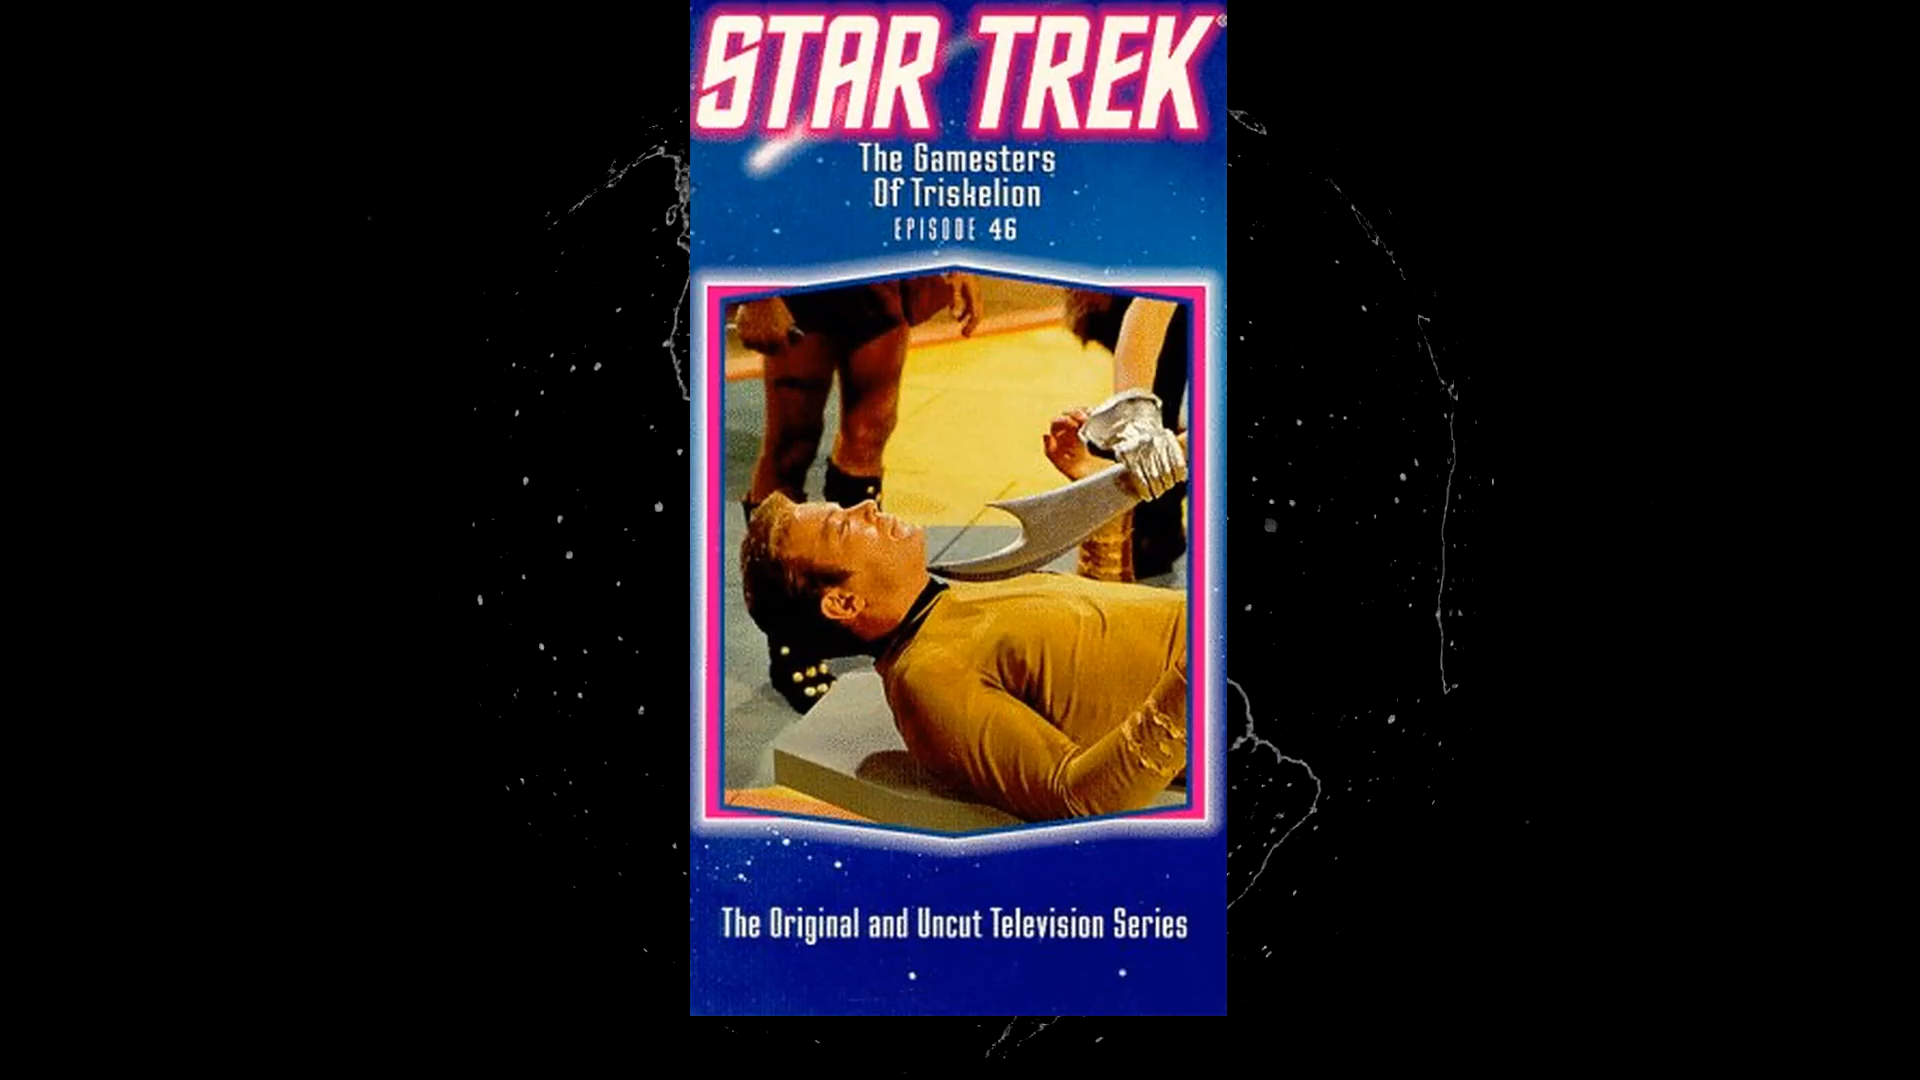 STAR TREK®
The Gamesters
Of Triskelion
EPISODE 46
The Original and Uncut Television Series